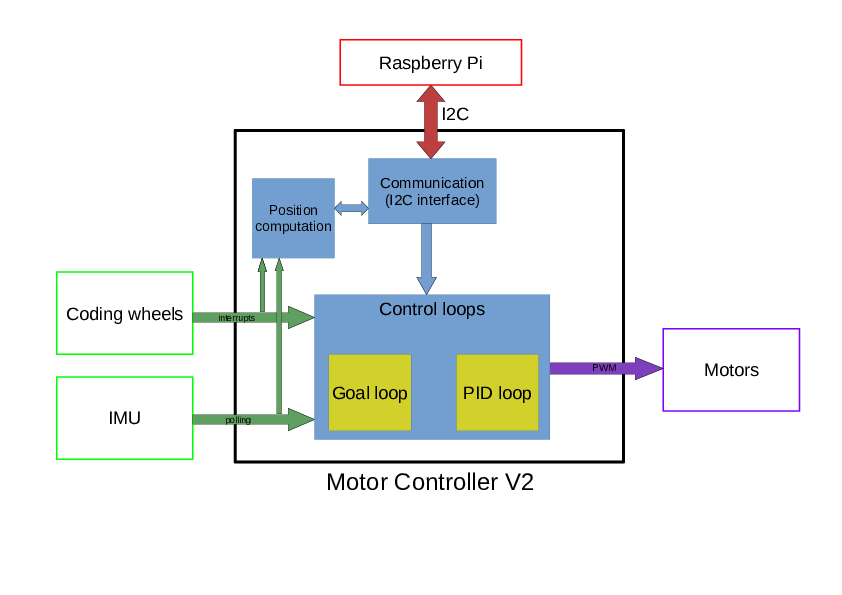 Raspberry Pi
I2C
Communication
(I2C interface)
Position
computation
Coding wheels
interrupts
Control loops
Goal loop
PID loop
PWM
Motors
IMU
polling
Motor Controller V2